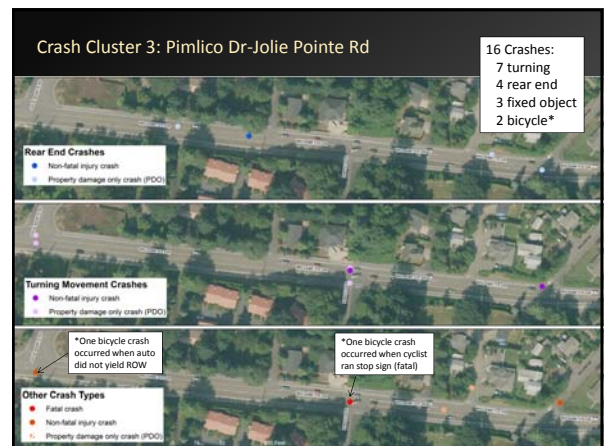 Crash Cluster 3: Pimlico Dr-Jolie Pointe Rd
16 Crashes:
7 turning
4 rear end
3 fixed object
2 bicycle*
Rear End Crashes
Non-fatal injury crash
Property damage only crash (PDO)
Turning Movement Crashes
Non-fatal injury crash
Property damage only crash (PDO)
*One bicycle crash
occurred when auto
did not yield ROW
*One bicycle crash
occurred when cyclist
ran stop sign (fatal)
Other Crash Types
Fatal crash
Non-fatal injury crash
Property damage only crash (PDO)